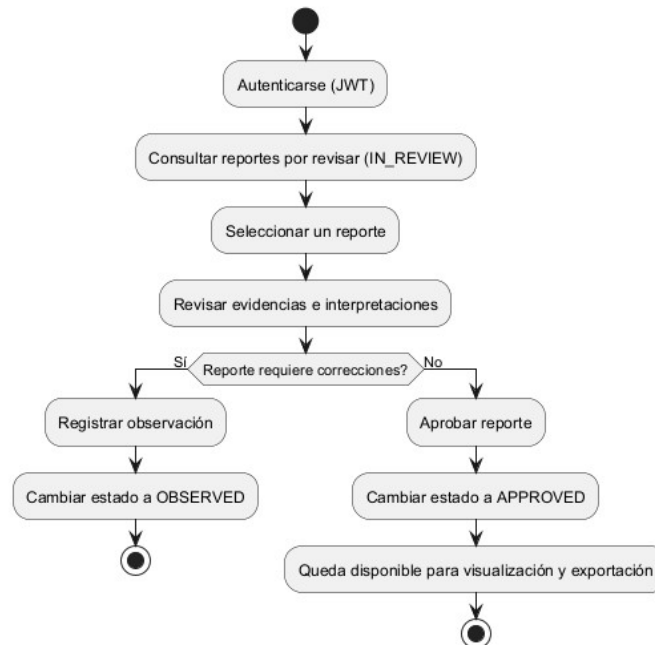 Autenticarse (JWT)
Consultar reportes por revisar (IN_REVIEW)
Seleccionar un reporte
Revisar evidencias e interpretaciones
Sí
Reporte requiere correcciones?
No
Registrar observación
Aprobar reporte
Cambiar estado a OBSERVED
Cambiar estado a APPROVED
Queda disponible para visualización y exportación